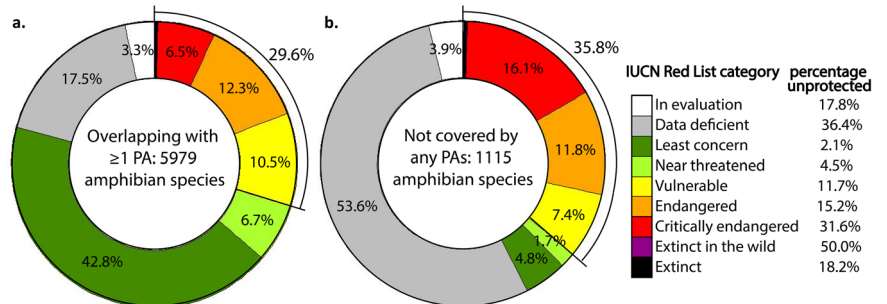 a.
3.3%
6.5%
29.6%
12.3%
17.5%
10.5%
6.7%
42.8%
Overlapping with
≥1 PA: 5979
amphibian species
b.
3.9%
16.1%
35.8%
11.8%
7.4%
1.7%
4.8%
53.6%
Not covered by
any PAs: 1115
amphibian species
IUCN Red List category percentage
unprotected
In evaluation 17.8%
Data deficient 36.4%
Least concern 2.1%
Near threatened 4.5%
Vulnerable 11.7%
Endangered 15.2%
Critically endangered 31.6%
Extinct in the wild 50.0%
Extinct 18.2%